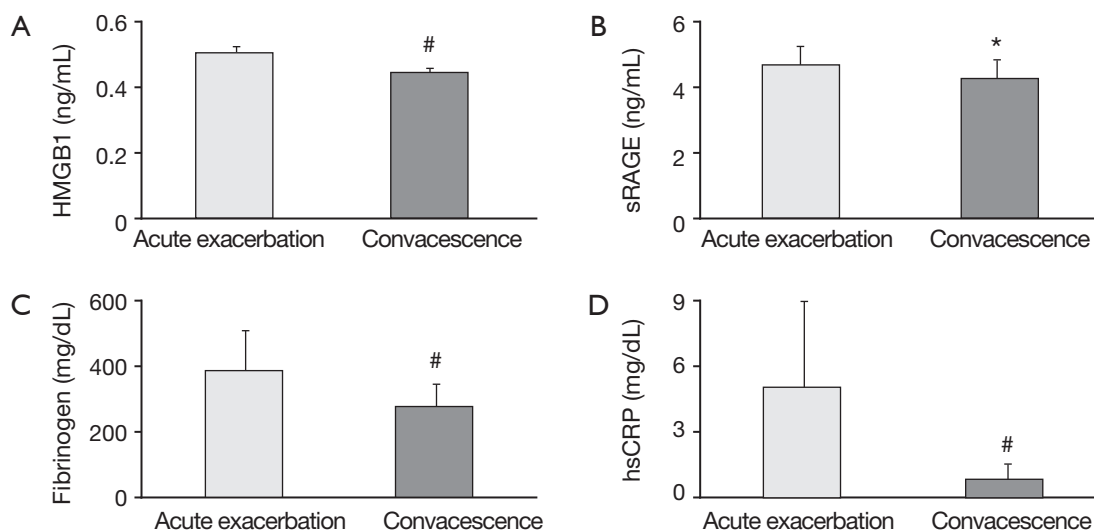 A
HMGB1 (ng/mL)
0.6
0.4
0.2
0
#
Acute exacerbation
Convacescence
B
sRAGE (ng/mL)
6
4
2
0
*
Acute exacerbation
Convacescence
C
Fibrinogen (mg/dL)
600
400
200
0
#
Acute exacerbation
Convacescence
D
hsCRP (mg/dL)
9
6
3
0
#
Acute exacerbation
Convacescence